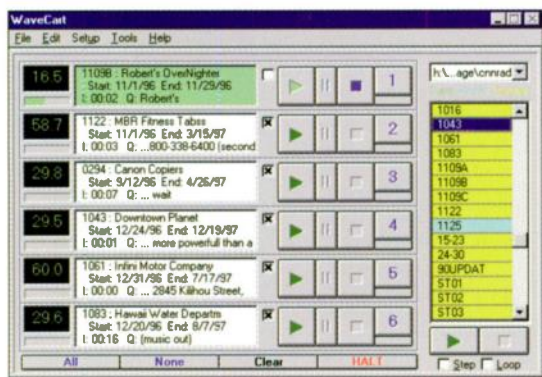 WaveCart
File Edit Setup Tools Help
16.5
1109B : Robert's OverNighter
Start: 11/1/96 End: 11/29/96
I: 00:02 Q: Robert's
1
58.7
1122 : MBR Fitness Tabss
Start: 11/1/96 End: 3/15/97
I: 00:03 Q: ...800-338-6400 (second
2
29.8
0294 : Canon Copiers
Start: 9/12/96 End: 4/26/97
I: 00:07 Q: ... wait
3
29.5
1043 : Downtown Planet
Start: 12/24/96 End: 12/19/97
I: 00:01 Q: ... more powerfull than a
4
60.0
1061 : Infini Motor Company
Start: 12/31/96 End: 7/17/97
I: 00:00 Q: ... 2845 Kilihou Street,
5
29.6
1083 : Hawaii Water Departm
Start: 12/20/96 End: 8/7/97
I: 00:16 Q: (music out)
6
All None Clear HALT
h:\...age\cnnrad
1016
1043
1061
1083
1109A
1109B
1109C
1122
1125
15-23
24-30
90UPDAT
ST01
ST02
ST03
Step Loop